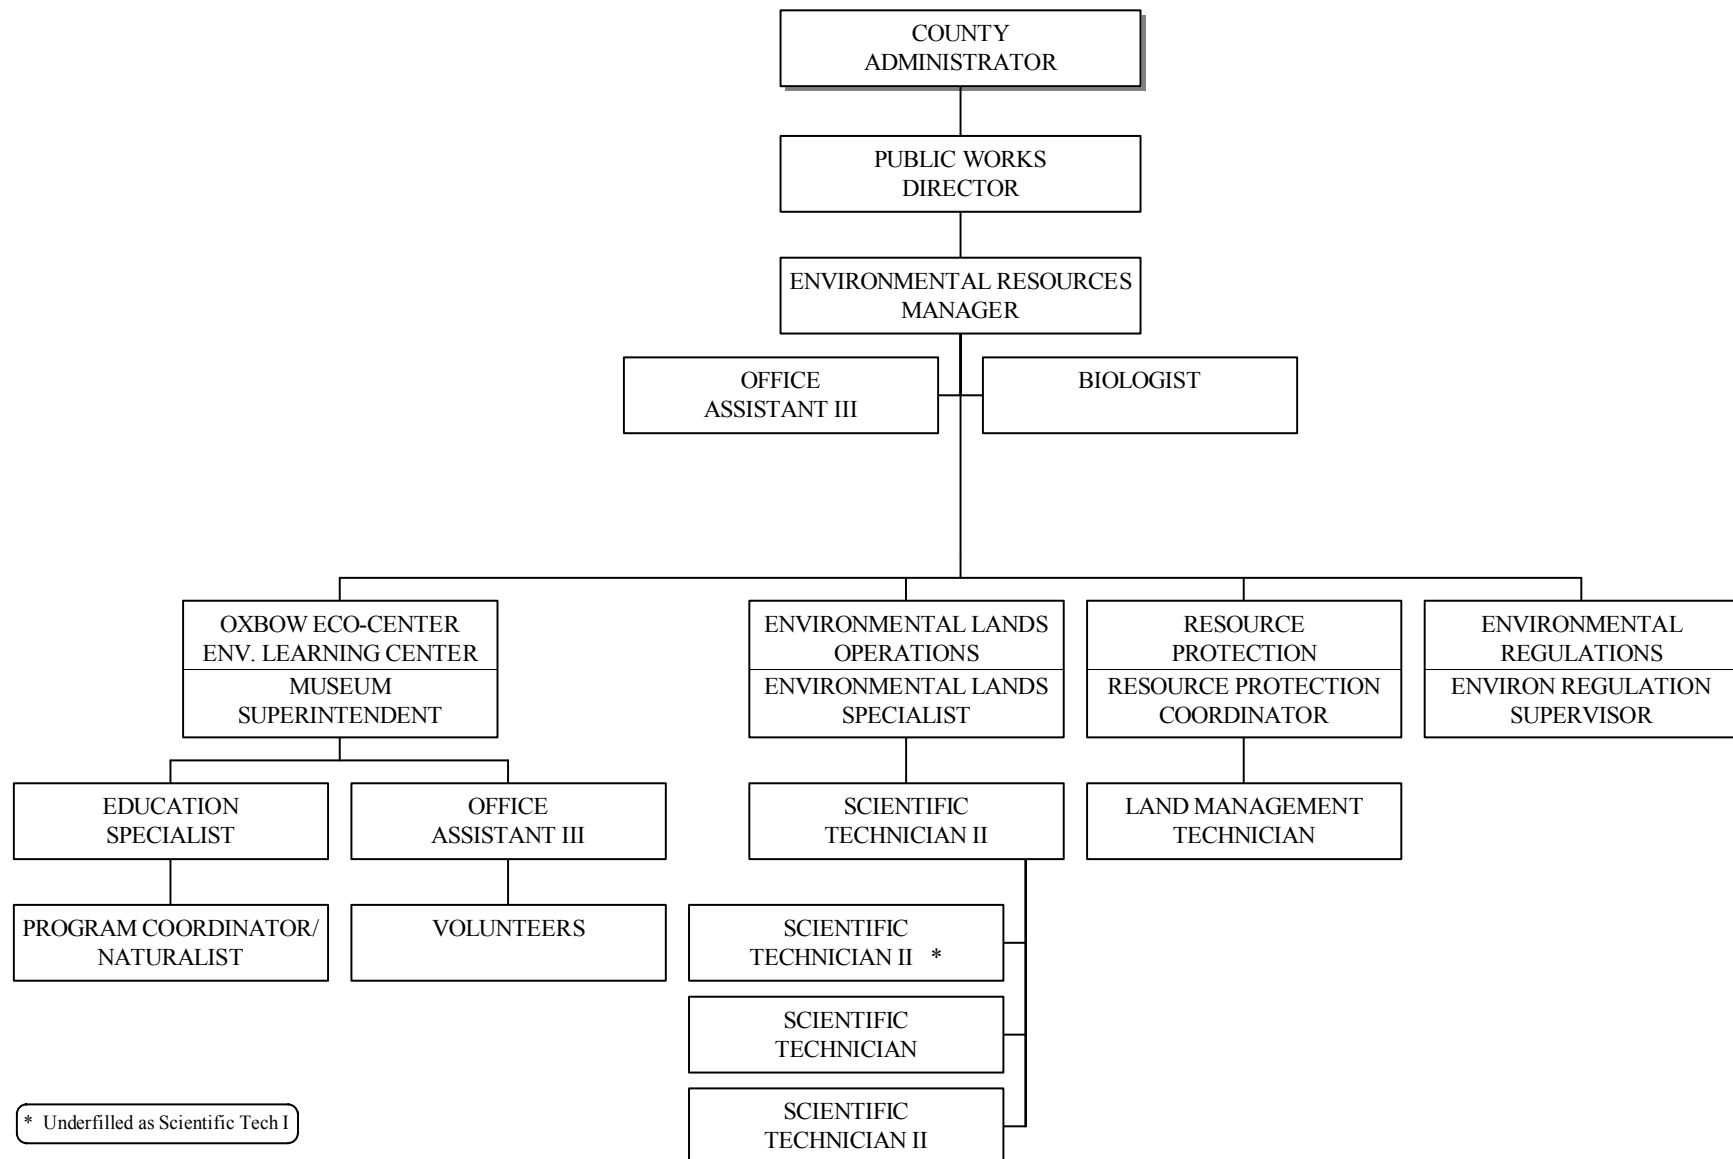 COUNTY
ADMINISTRATOR
PUBLIC WORKS
DIRECTOR
ENVIRONMENTAL RESOURCES
MANAGER
OFFICE
ASSISTANT III
BIOLOGIST
OXBOW ECO-CENTER
ENV. LEARNING CENTER
MUSEUM
SUPERINTENDENT
ENVIRONMENTAL LANDS
OPERATIONS
ENVIRONMENTAL LANDS
SPECIALIST
RESOURCE
PROTECTION
RESOURCE PROTECTION
COORDINATOR
ENVIRONMENTAL
REGULATIONS
ENVIRON REGULATION
SUPERVISOR
EDUCATION
SPECIALIST
OFFICE
ASSISTANT III
SCIENTIFIC
TECHNICIAN II
LAND MANAGEMENT
TECHNICIAN
PROGRAM COORDINATOR/
NATURALIST
VOLUNTEERS
SCIENTIFIC
TECHNICIAN II *
SCIENTIFIC
TECHNICIAN
SCIENTIFIC
TECHNICIAN II
* Underfilled as Scientific Tech I